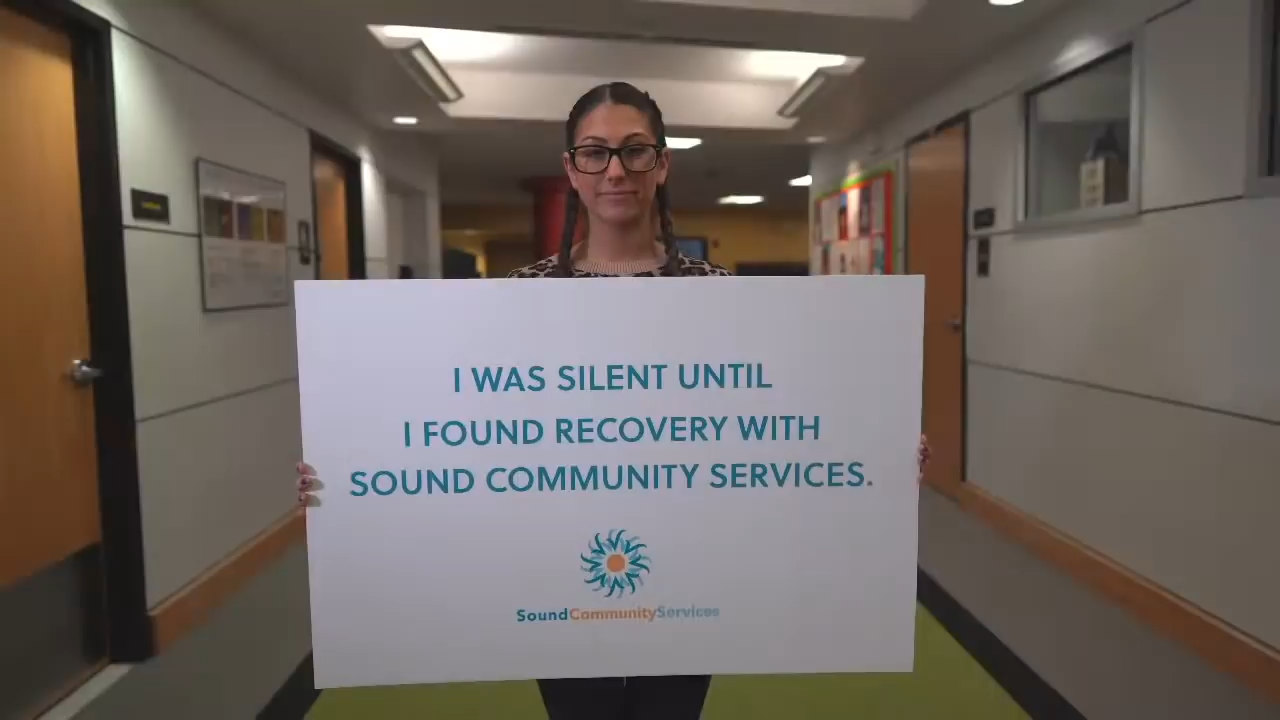 I WAS SILENT UNTIL
I FOUND RECOVERY WITH
SOUND COMMUNITY SERVICES.
SoundCommunityServices